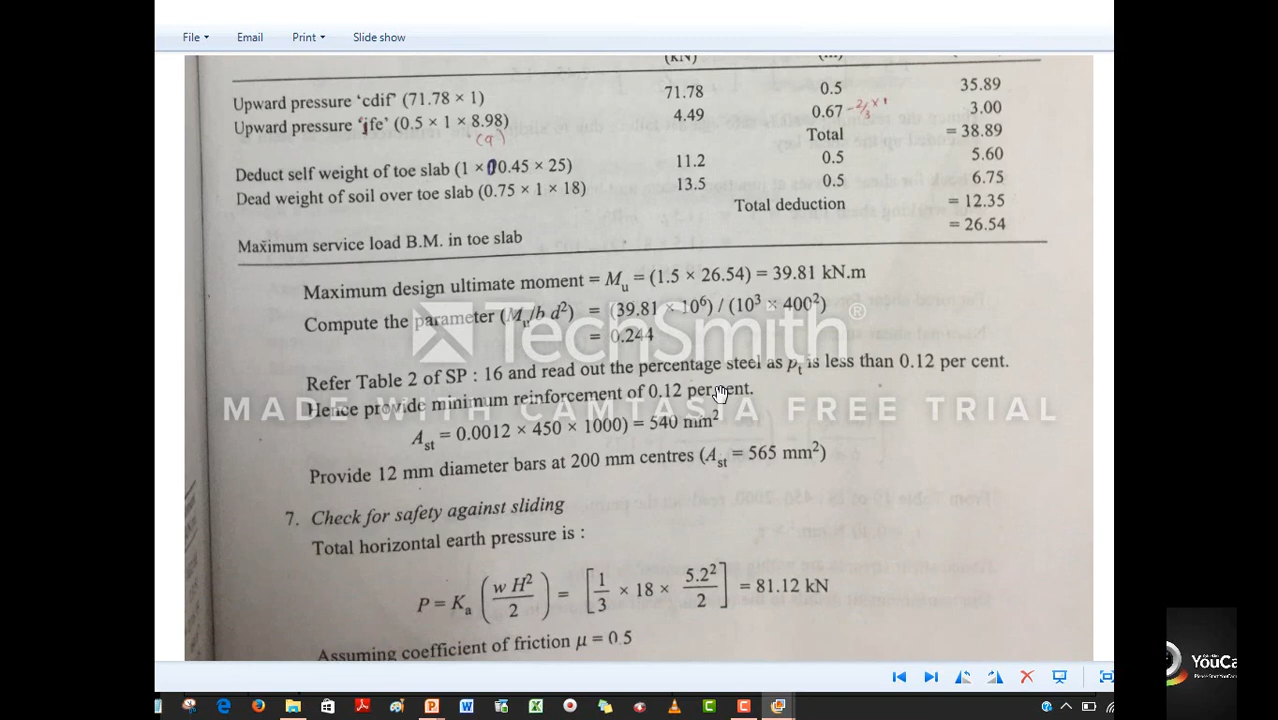 File Email Print Slide show
(KN) (m)
Upward pressure ‘cdif’ (71.78 × 1) 71.78 0.5 35.89
Upward pressure ‘jfe’ (0.5 × 1 × 8.98) 4.49 0.67 - 2/3 × 1 3.00
(9) Total = 38.89
Deduct self weight of toe slab (1 × 0.45 × 25) 11.2 0.5 5.60
Dead weight of soil over toe slab (0.75 × 1 × 18) 13.5 0.5 6.75
Total deduction = 12.35
Maximum service load B.M. in toe slab = 26.54
Maximum design ultimate moment = Mu = (1.5 × 26.54) = 39.81 kN.m
Compute the parameter (Mu/b d²) = (39.81 × 10⁶) / (10³ × 400²)
= 0.244
TechSmith®
Refer Table 2 of SP : 16 and read out the percentage steel as pt is less than 0.12 per cent.
Hence provide minimum reinforcement of 0.12 per cent.
MADE WITH CAMTASIA FREE TRIAL
Ast = 0.0012 × 450 × 1000) = 540 mm²
Provide 12 mm diameter bars at 200 mm centres (Ast = 565 mm²)
7. Check for safety against sliding
Total horizontal earth pressure is :
P = Ka (w H²/2) = [1/3 × 18 × 5.2²/2] = 81.12 kN
Assuming coefficient of friction μ = 0.5
YouCa